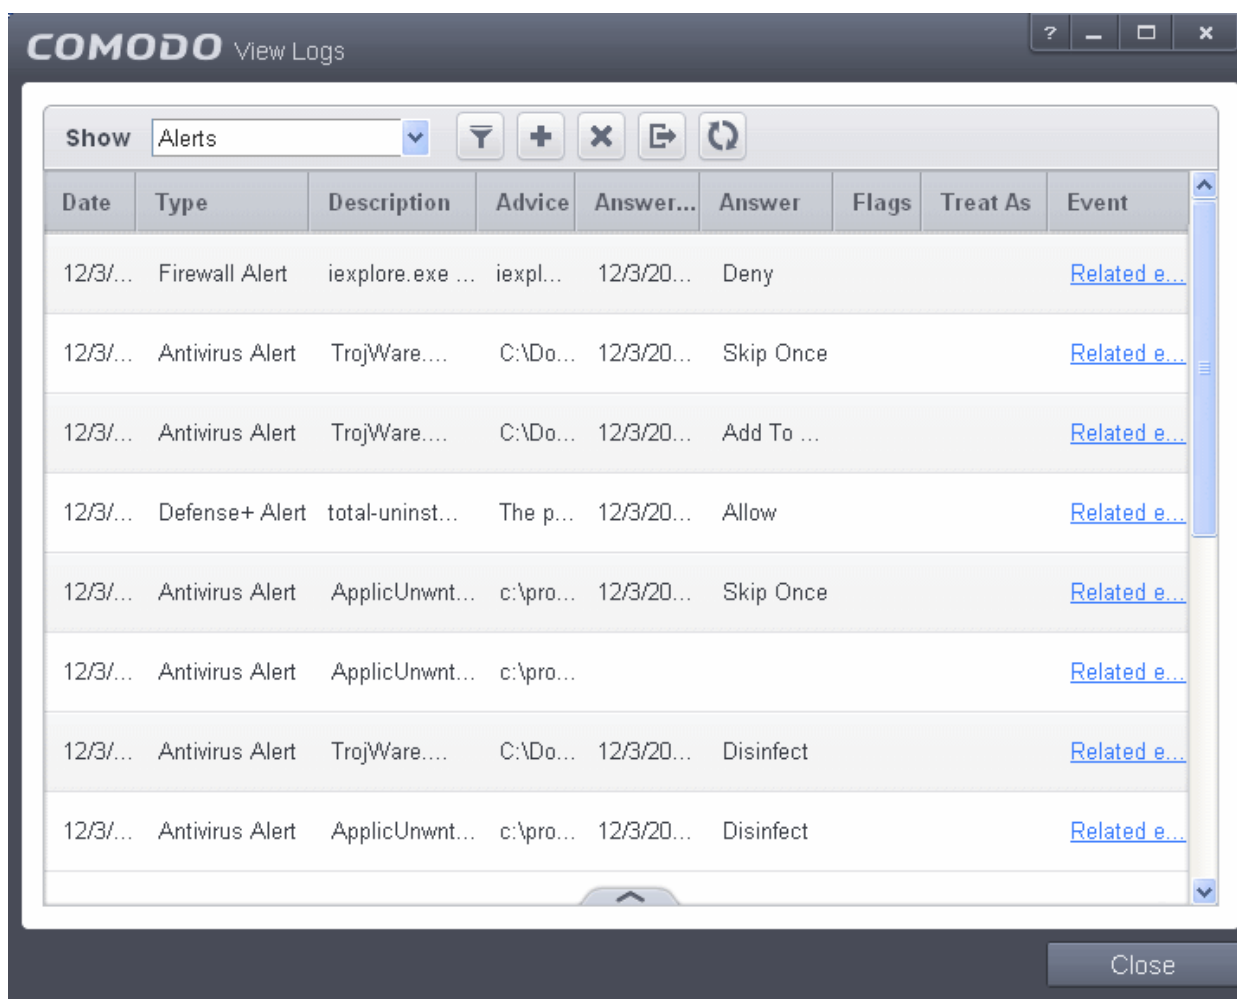 COMODO View Logs ?
Show Alerts
Date Type Description Advice Answer... Answer Flags Treat As Event
12/3/... Firewall Alert iexplore.exe ... iexpl... 12/3/20... Deny Related e...
12/3/... Antivirus Alert TrojWare.... C:\Do... 12/3/20... Skip Once Related e...
12/3/... Antivirus Alert TrojWare.... C:\Do... 12/3/20... Add To ... Related e...
12/3/... Defense+ Alert total-uninst... The p... 12/3/20... Allow Related e...
12/3/... Antivirus Alert ApplicUnwnt... c:\pro... 12/3/20... Skip Once Related e...
12/3/... Antivirus Alert ApplicUnwnt... c:\pro... Related e...
12/3/... Antivirus Alert TrojWare.... C:\Do... 12/3/20... Disinfect Related e...
12/3/... Antivirus Alert ApplicUnwnt... c:\pro... 12/3/20... Disinfect Related e...
Close